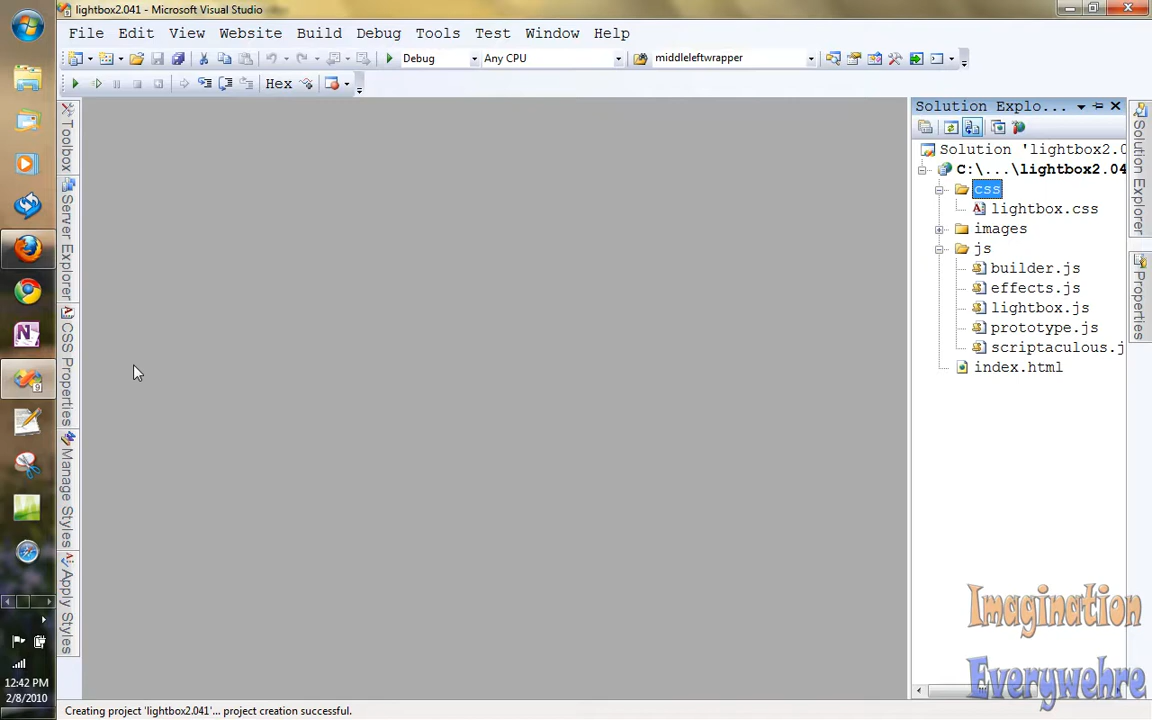 lightbox2.041 - Microsoft Visual Studio
File Edit View Website Build Debug Tools Test Window Help
Debug Any CPU middleleftwrapper
Hex
Toolbox
Server Explorer
CSS Properties
Manage Styles
Apply Styles
Solution Explo...
Solution 'lightbox2.0
C:\...\lightbox2.04
css
lightbox.css
images
js
builder.js
effects.js
lightbox.js
prototype.js
scriptaculous.j
index.html
Solution Explorer
Properties
Imagination
Everywehre
9
12:42 PM
2/8/2010
Creating project 'lightbox2.041'... project creation successful.